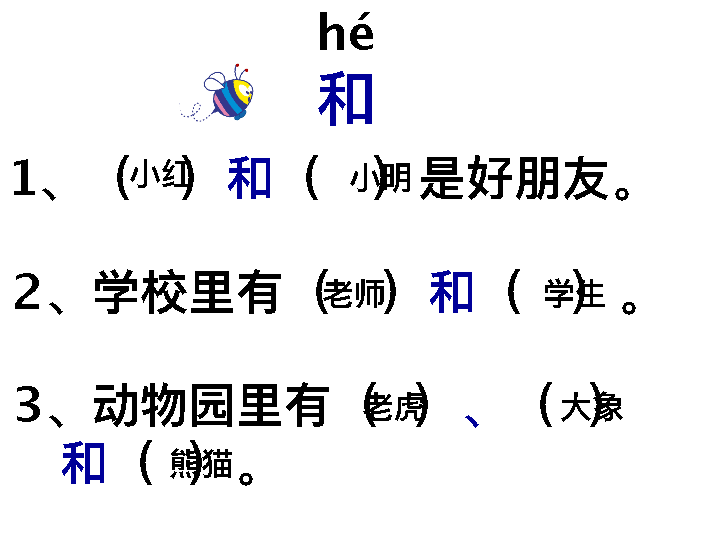 hé
和
1、（小红）和（小明）是好朋友。
2、学校里有（老师）和（学生）。
3、动物园里有（老虎）、（大象）
和（熊猫）。